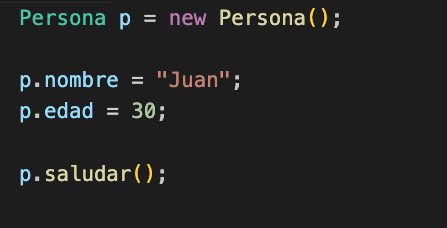 Persona p = new Persona();
p.nombre = "Juan";
p.edad = 30;
p.saludar();